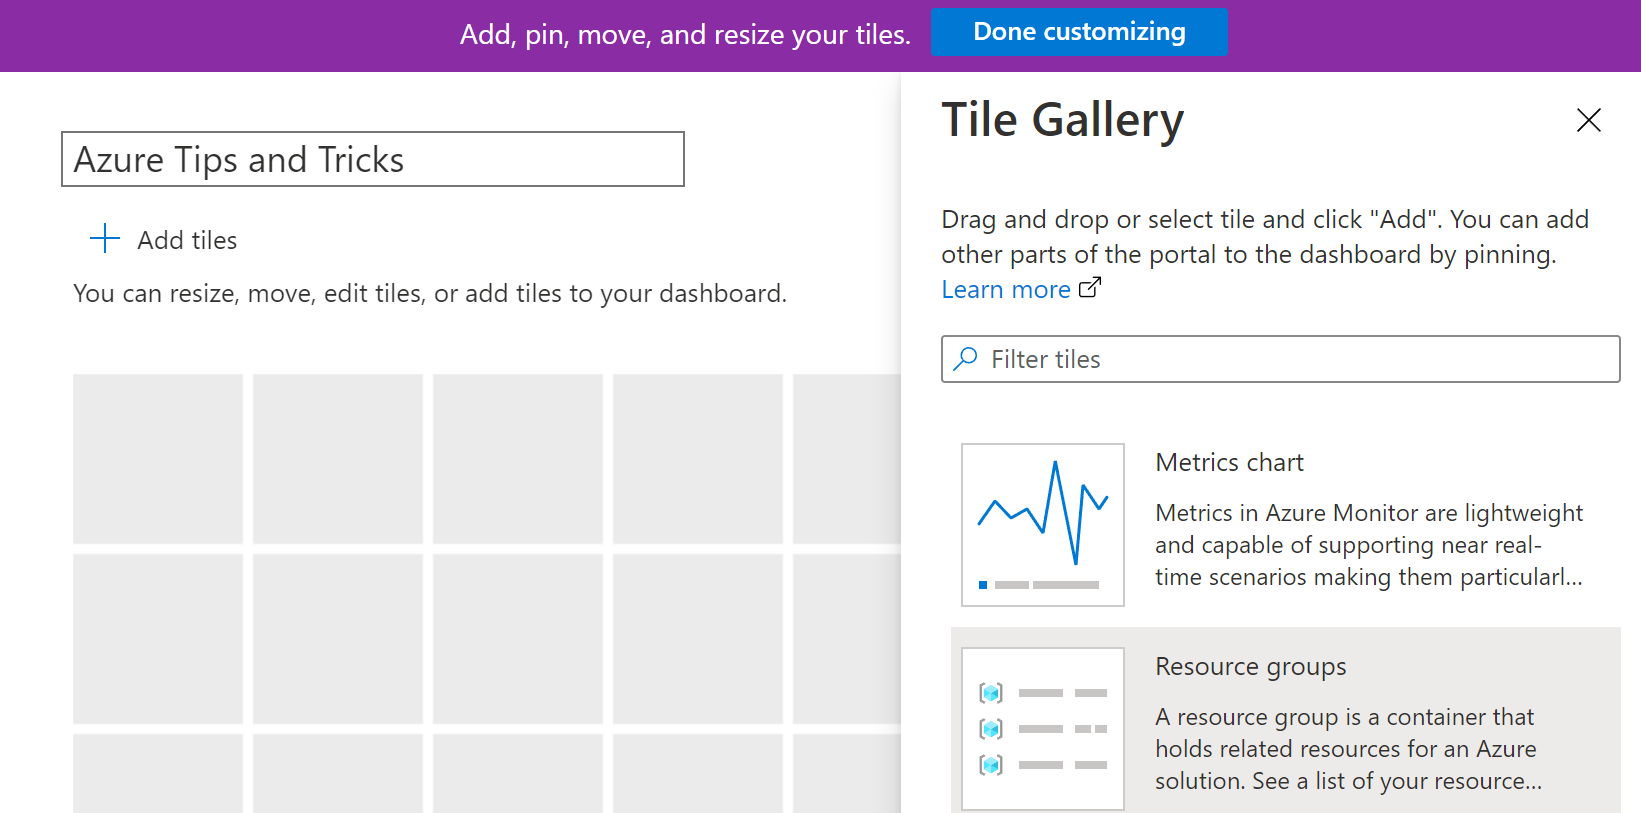 Add, pin, move, and resize your tiles.
Done customizing
Azure Tips and Tricks
Add tiles
You can resize, move, edit tiles, or add tiles to your dashboard.
Tile Gallery
Drag and drop or select tile and click "Add". You can add
other parts of the portal to the dashboard by pinning.
Learn more
Filter tiles
Metrics chart
Metrics in Azure Monitor are lightweight
and capable of supporting near real-
time scenarios making them particularl...
Resource groups
A resource group is a container that
holds related resources for an Azure
solution. See a list of your resource...